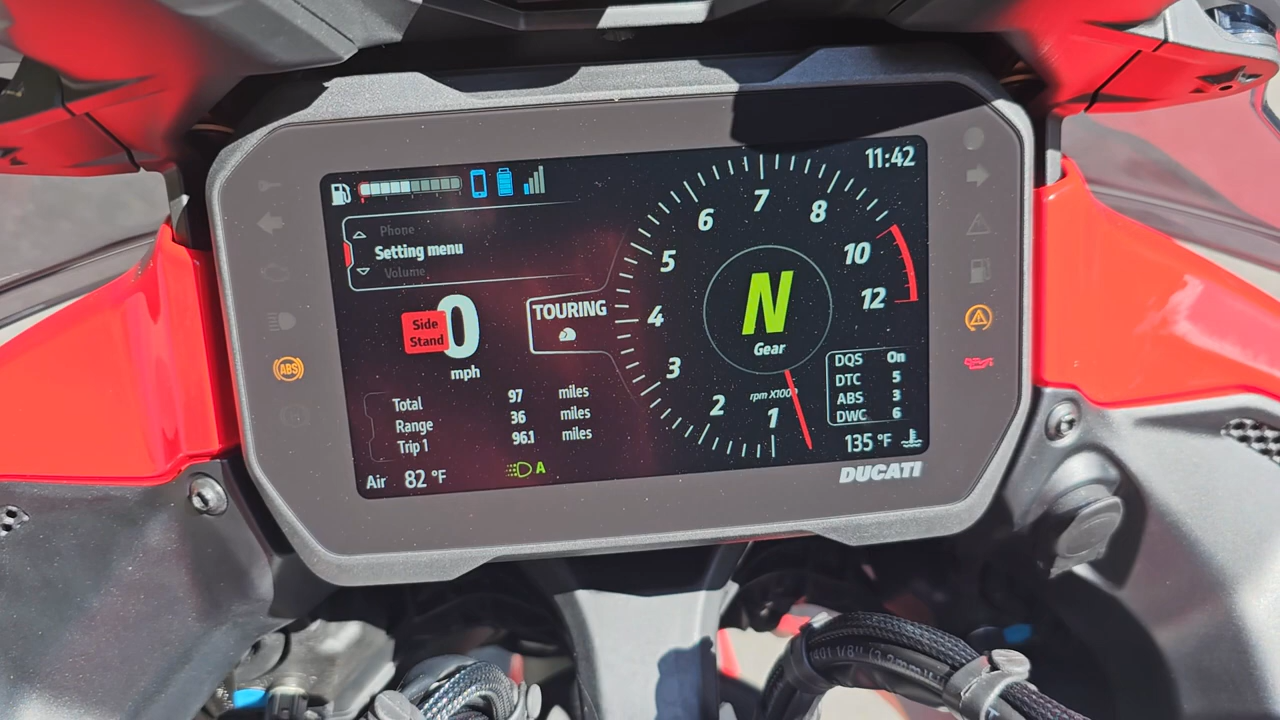 11:42
Phone
Setting menu
Volume
Side
Stand
0
mph
TOURING
1
2
3
4
5
6
7
8
10
12
N
Gear
DQS On
DTC 5
ABS 3
DWC 6
Total 97 miles
Range 36 miles
Trip 1 96.1 miles
Air 82 °F
A
135 °F
DUCATI
ABS